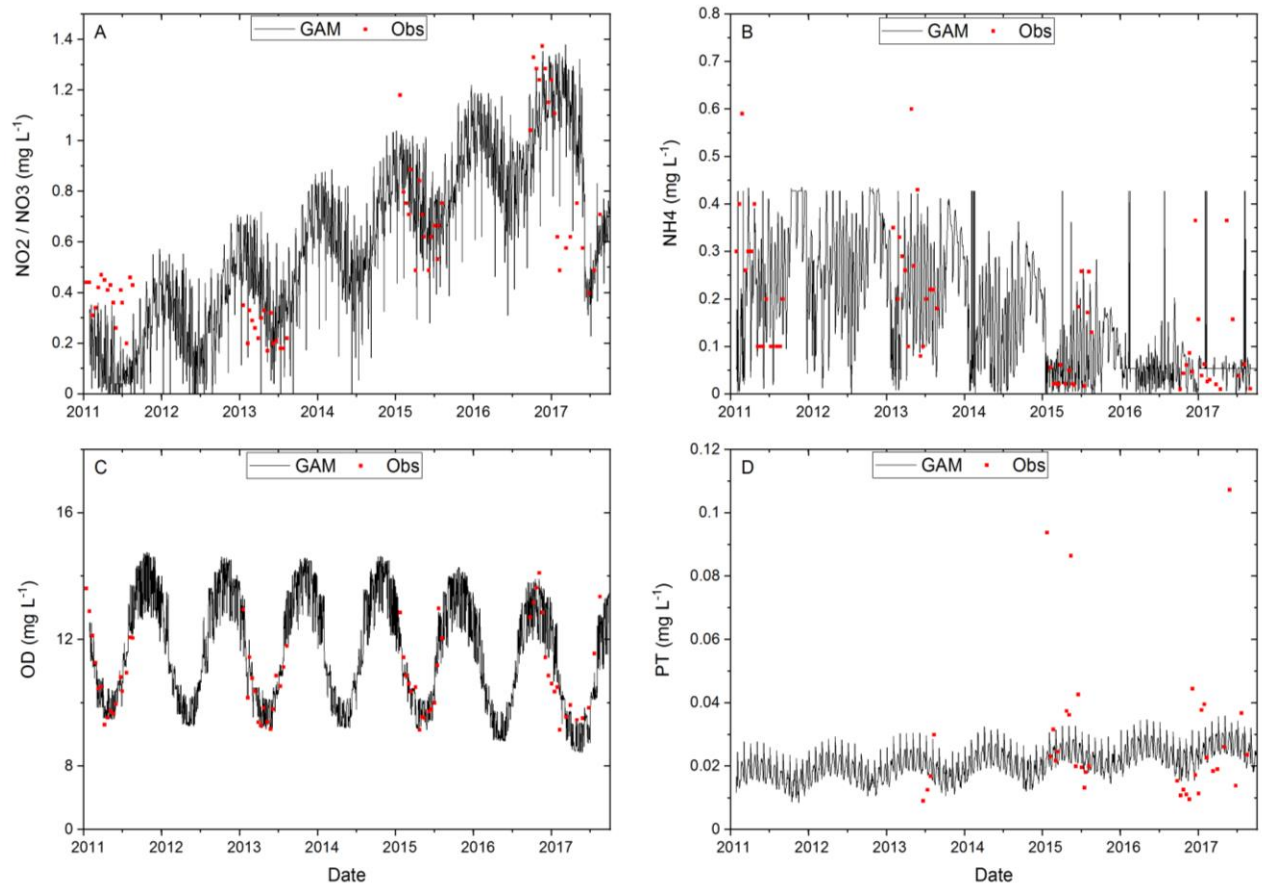 A
GAM Obs
NO2 / NO3 (mg L⁻¹)
1.4
1.2
1
0.8
0.6
0.4
0.2
0
2011 2012 2013 2014 2015 2016 2017
B
GAM Obs
NH4 (mg L⁻¹)
0.8
0.7
0.6
0.5
0.4
0.3
0.2
0.1
0
2011 2012 2013 2014 2015 2016 2017
C
GAM Obs
OD (mg L⁻¹)
16
12
8
0
2011 2012 2013 2014 2015 2016 2017
Date
D
GAM Obs
PT (mg L⁻¹)
0.12
0.1
0.08
0.06
0.04
0.02
0
2011 2012 2013 2014 2015 2016 2017
Date